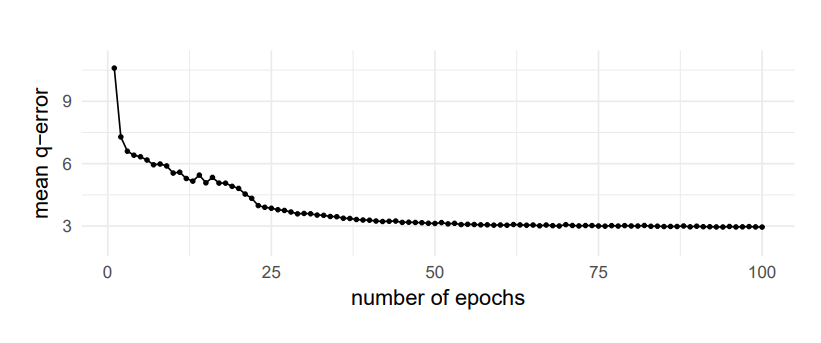 mean q−error
9
6
3
0 25 50 75 100
number of epochs